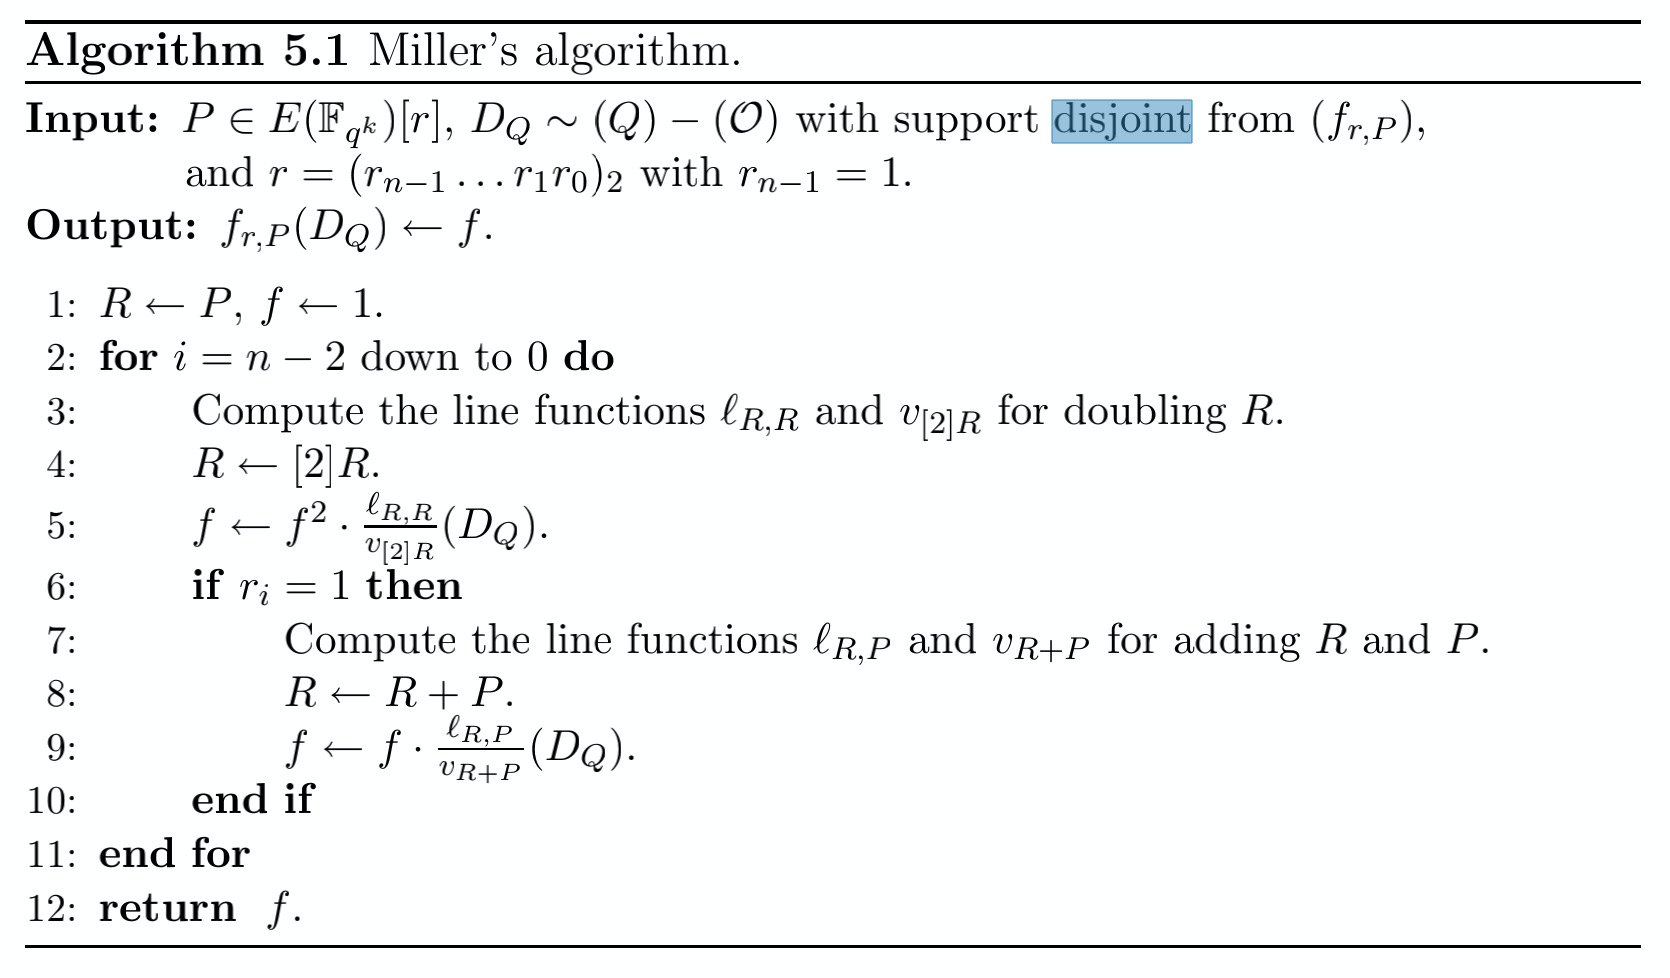 Algorithm 5.1 Miller's algorithm.
Input: $P \in E(\mathbb{F}_{q^k})[r]$, $D_Q \sim (Q) - (\mathcal{O})$ with support disjoint from $(f_{r,P})$,
and $r = (r_{n-1} \ldots r_1 r_0)_2$ with $r_{n-1} = 1$.
Output: $f_{r,P}(D_Q) \leftarrow f$.
1: $R \leftarrow P$, $f \leftarrow 1$.
2: for $i = n - 2$ down to 0 do
3: Compute the line functions $\ell_{R,R}$ and $v_{[2]R}$ for doubling $R$.
4: $R \leftarrow [2]R$.
5: $f \leftarrow f^2 \cdot \frac{\ell_{R,R}}{v_{[2]R}}(D_Q)$.
6: if $r_i = 1$ then
7: Compute the line functions $\ell_{R,P}$ and $v_{R+P}$ for adding $R$ and $P$.
8: $R \leftarrow R + P$.
9: $f \leftarrow f \cdot \frac{\ell_{R,P}}{v_{R+P}}(D_Q)$.
10: end if
11: end for
12: return $f$.